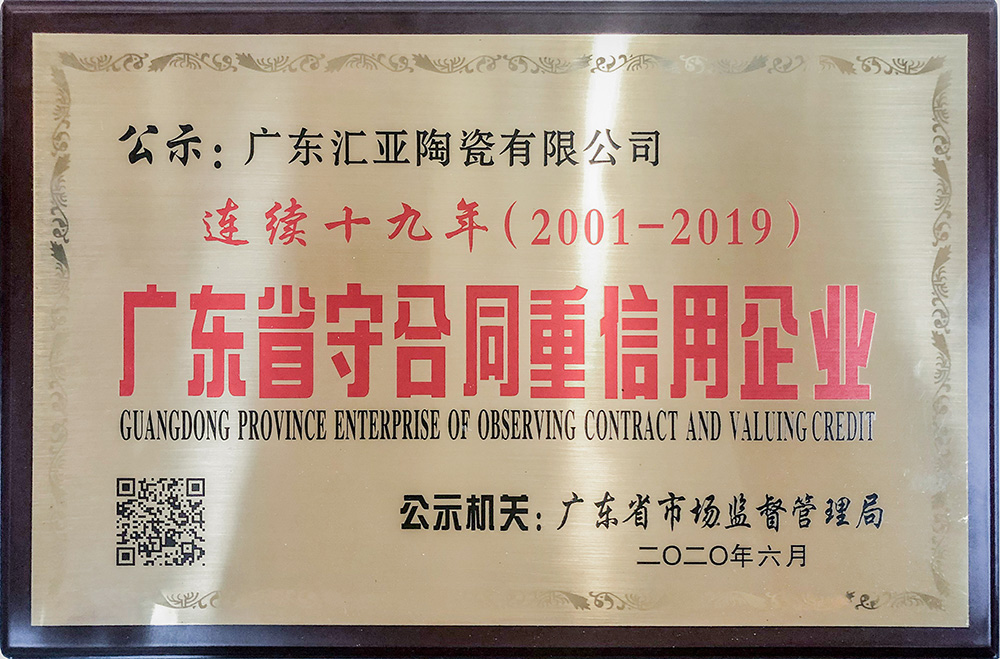 公示：广东汇亚陶瓷有限公司
连续十九年（2001-2019）
广东省守合同重信用企业
GUANGDONG PROVINCE ENTERPRISE OF OBSERVING CONTRACT AND VALUING CREDIT
公示机关：广东省市场监督管理局
二〇二〇年六月